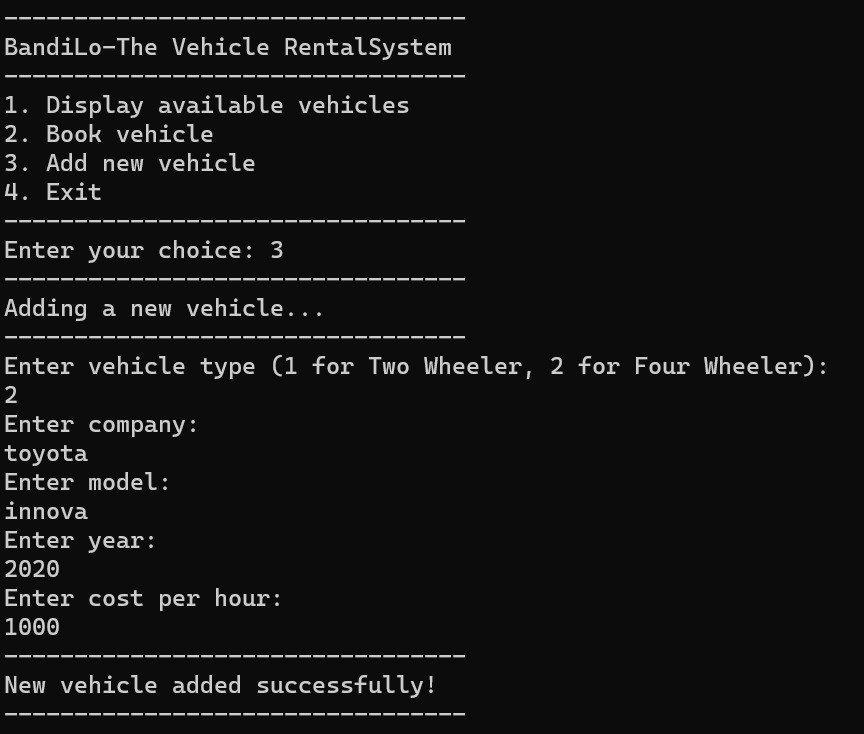 ---------------------------------
BandiLo-The Vehicle RentalSystem
---------------------------------
1. Display available vehicles
2. Book vehicle
3. Add new vehicle
4. Exit
---------------------------------
Enter your choice: 3
---------------------------------
Adding a new vehicle...
---------------------------------
Enter vehicle type (1 for Two Wheeler, 2 for Four Wheeler):
2
Enter company:
toyota
Enter model:
innova
Enter year:
2020
Enter cost per hour:
1000
---------------------------------
New vehicle added successfully!
---------------------------------